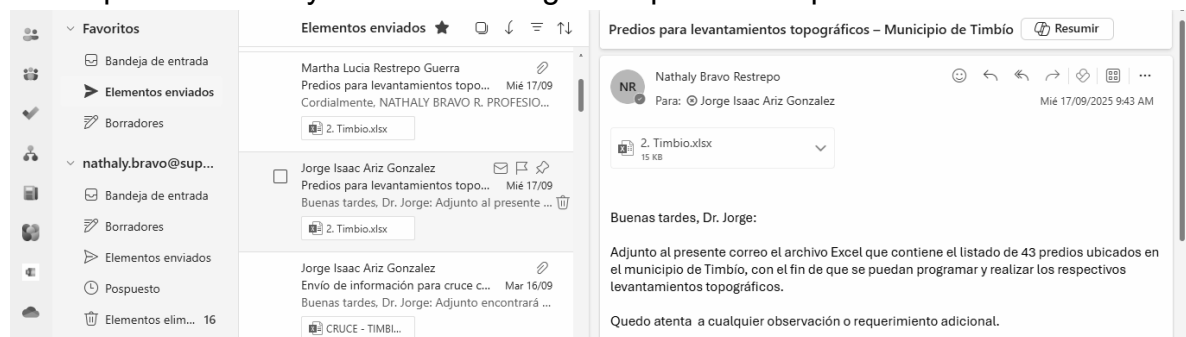 Favoritos
Bandeja de entrada
Elementos enviados
Borradores
nathaly.bravo@sup...
Bandeja de entrada
Borradores
Elementos enviados
Pospuesto
Elementos elim... 16
Elementos enviados
Martha Lucia Restrepo Guerra
Predios para levantamientos topo... Mié 17/09
Cordialmente, NATHALY BRAVO R. PROFESIO...
2. Timbio.xlsx
Jorge Isaac Ariz Gonzalez
Predios para levantamientos topo... Mié 17/09
Buenas tardes, Dr. Jorge: Adjunto al presente ...
2. Timbio.xlsx
Jorge Isaac Ariz Gonzalez
Envío de información para cruce c... Mar 16/09
Buenas tardes, Dr. Jorge: Adjunto encontrará ...
CRUCE - TIMBI...
Predios para levantamientos topográficos – Municipio de Timbío Resumir
NR
Nathaly Bravo Restrepo
Para: Jorge Isaac Ariz Gonzalez
Mié 17/09/2025 9:43 AM
2. Timbio.xlsx
15 KB
Buenas tardes, Dr. Jorge:
Adjunto al presente correo el archivo Excel que contiene el listado de 43 predios ubicados en
el municipio de Timbío, con el fin de que se puedan programar y realizar los respectivos
levantamientos topográficos.
Quedo atenta a cualquier observación o requerimiento adicional.